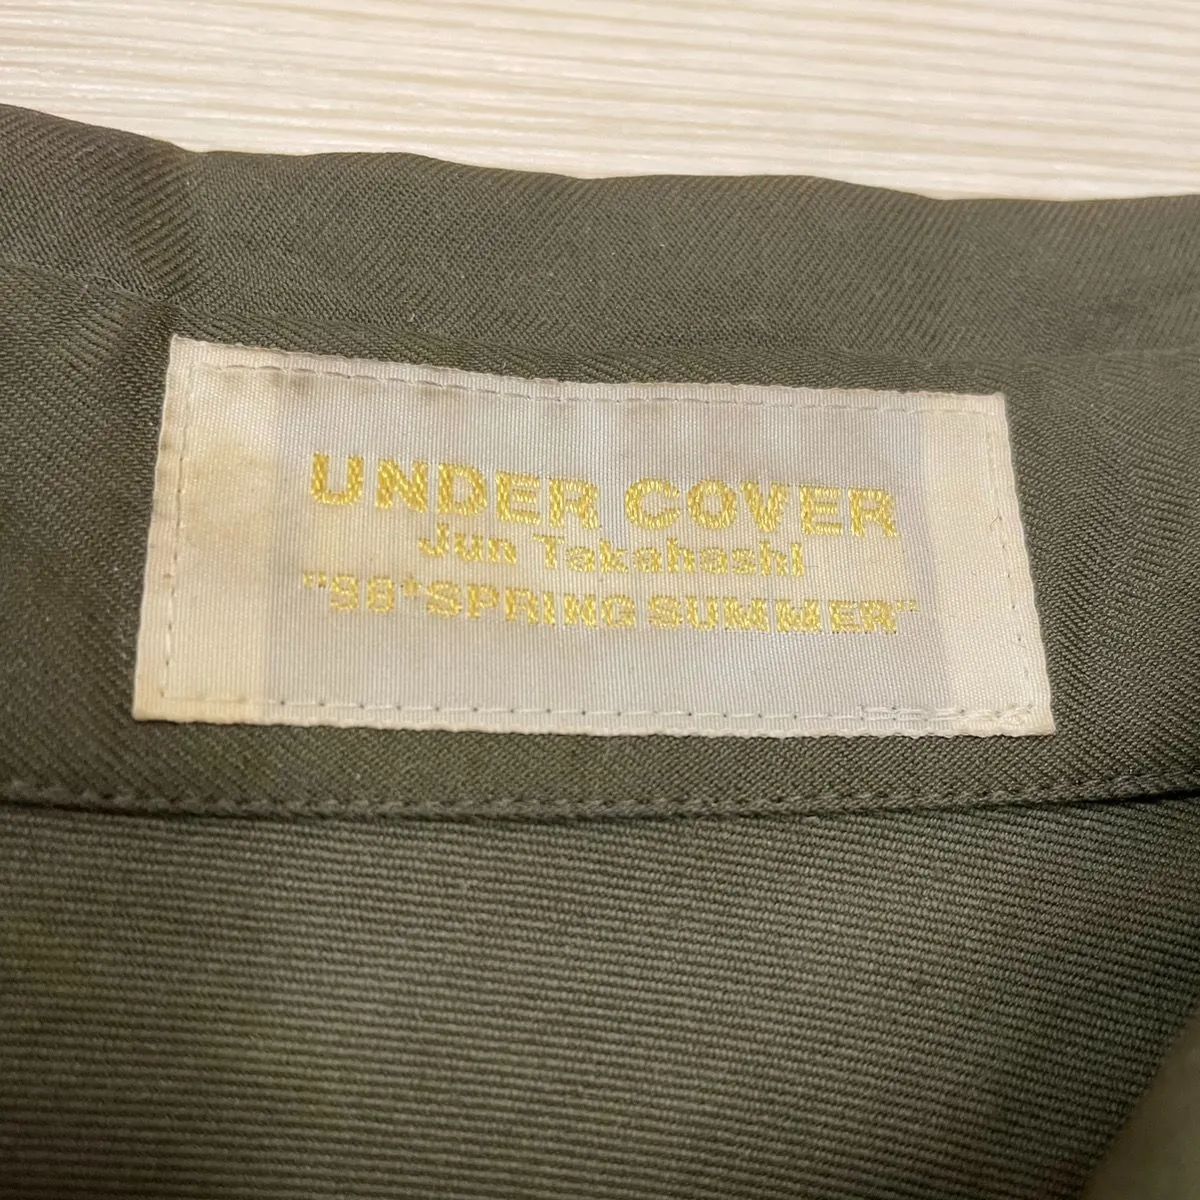 UNDER COVER
Jun Takahashi
"98*SPRING SUMMER"